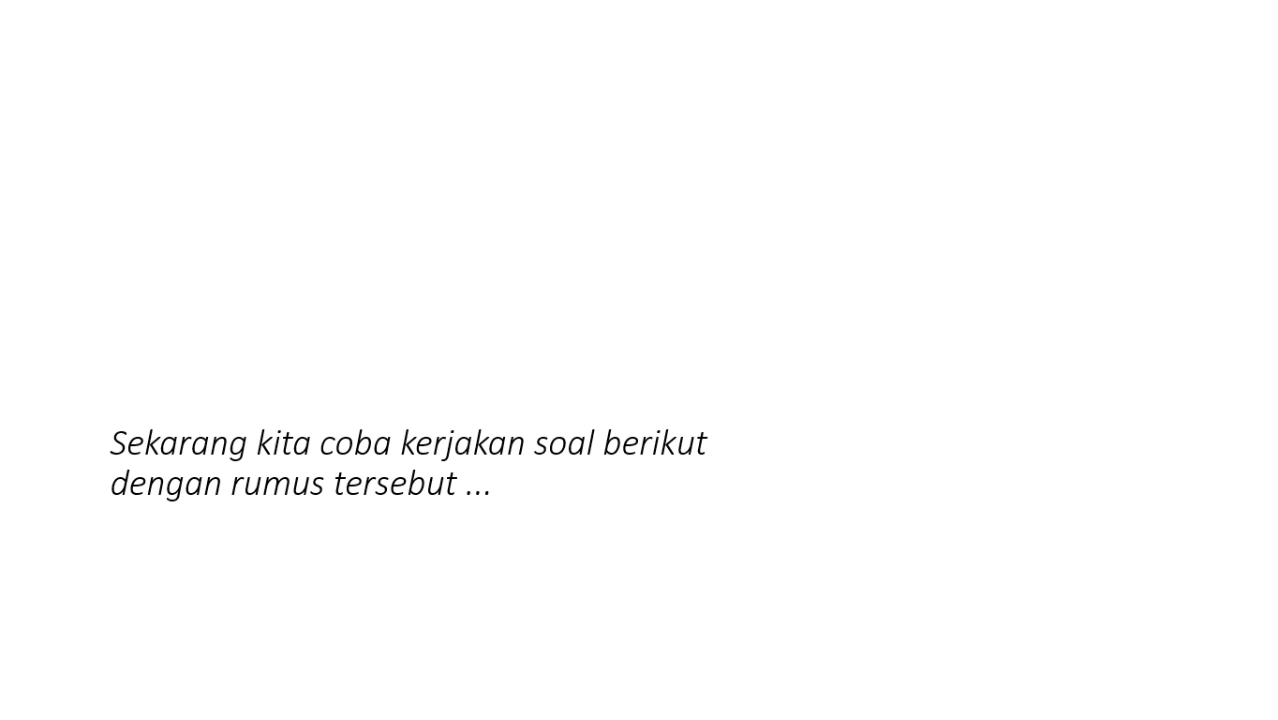 Sekarang kita coba kerjakan soal berikut
dengan rumus tersebut ...